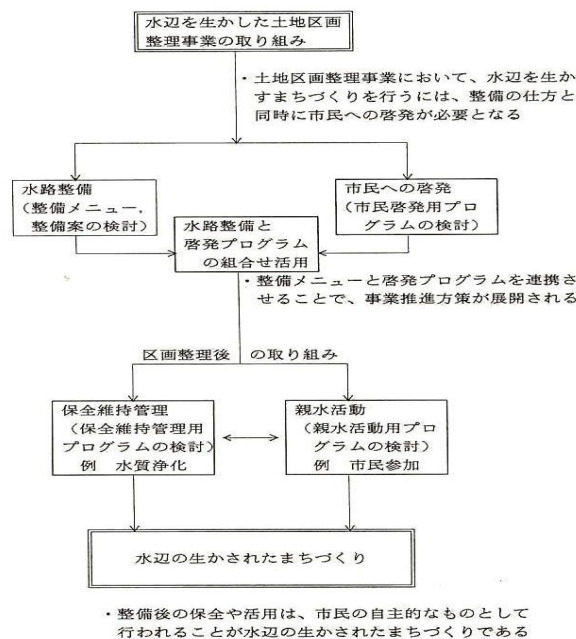 水辺を生かした土地区画
整理事業の取り組み
・土地区画整理事業において、水辺を生か
すまちづくりを行うには、整備の仕方と
同時に市民への啓発が必要となる
水路整備
(整備メニュー,
整備案の検討)
市民への啓発
(市民啓発用プロ
グラムの検討)
水路整備と
啓発プログラム
の組合せ活用
・整備メニューと啓発プログラムを連携さ
せることで、事業推進方策が展開される
区画整理後 の取り組み
保全維持管理
(保全維持管理用
プログラムの検討)
例 水質浄化
親水活動
(親水活動用プロ
グラムの検討)
例 市民参加
水辺の生かされたまちづくり
・整備後の保全や活用は、市民の自主的なものとして
行われることが水辺の生かされたまちづくりである